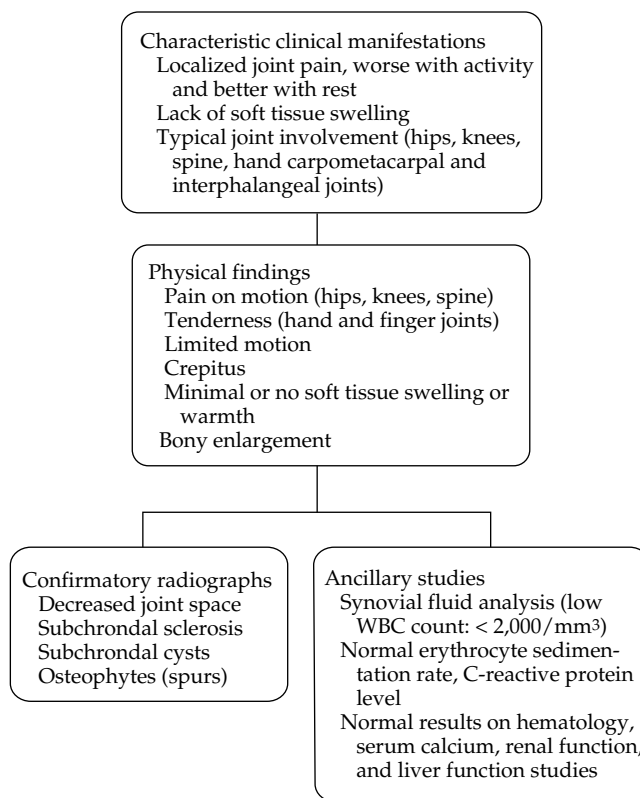 Characteristic clinical manifestations
Localized joint pain, worse with activity
and better with rest
Lack of soft tissue swelling
Typical joint involvement (hips, knees,
spine, hand carpometacarpal and
interphalangeal joints)
Physical findings
Pain on motion (hips, knees, spine)
Tenderness (hand and finger joints)
Limited motion
Crepitus
Minimal or no soft tissue swelling or
warmth
Bony enlargement
Confirmatory radiographs
Decreased joint space
Subchrondal sclerosis
Subchrondal cysts
Osteophytes (spurs)
Ancillary studies
Synovial fluid analysis (low
WBC count: < 2,000/mm³)
Normal erythrocyte sedimen-
tation rate, C-reactive protein
level
Normal results on hematology,
serum calcium, renal function,
and liver function studies